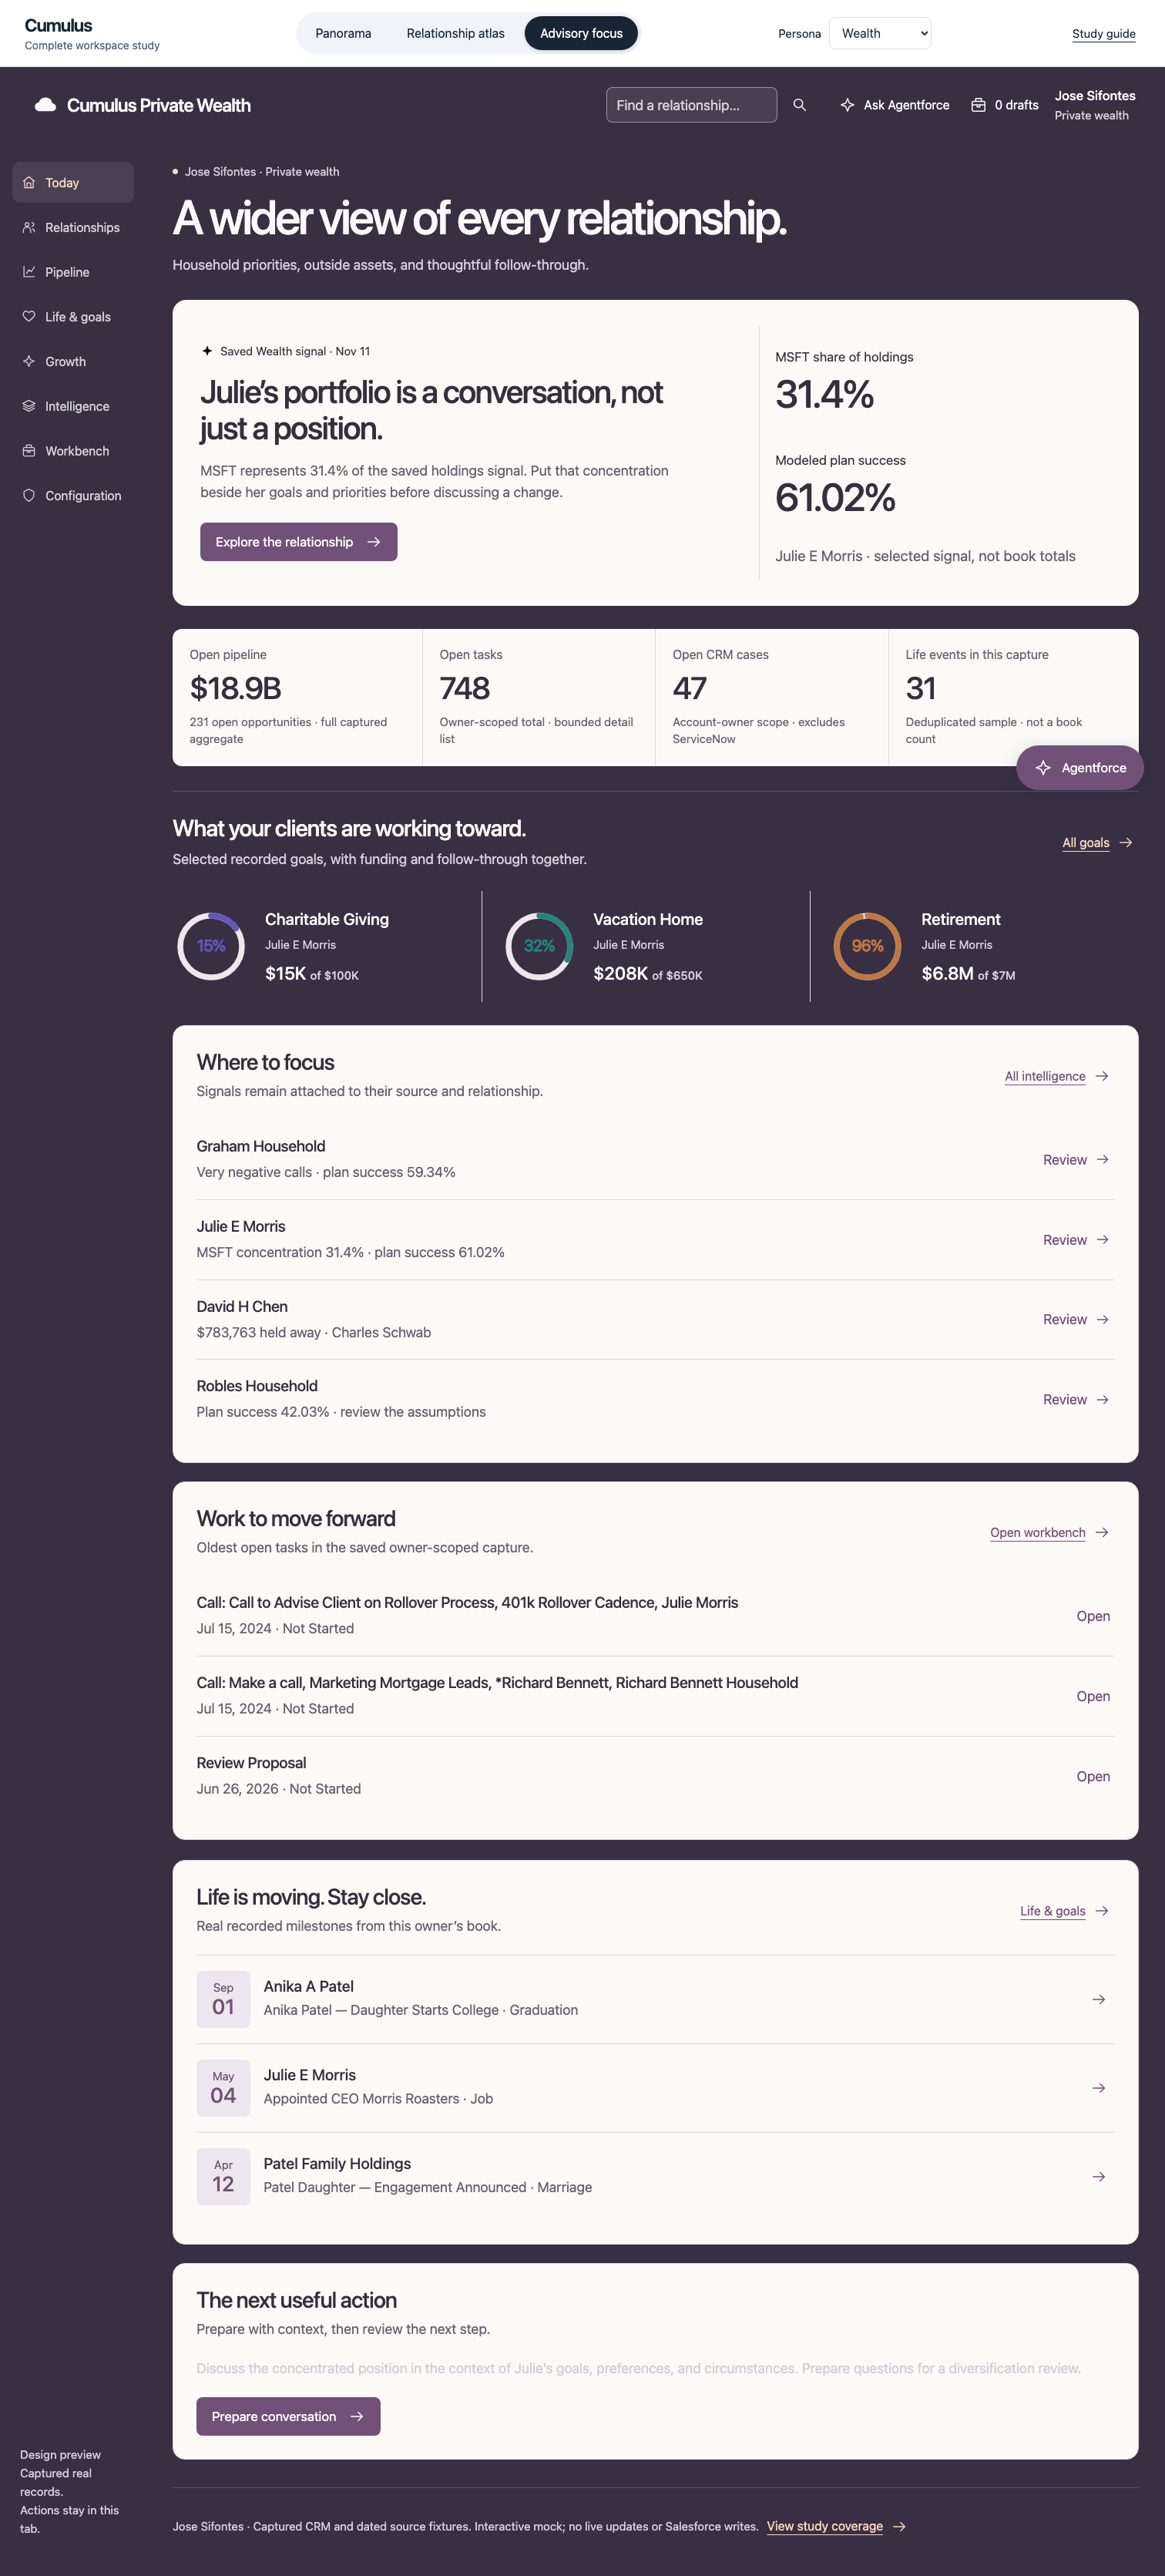 Cumulus
Complete workspace study
Panorama
Relationship atlas
Advisory focus
Persona
Wealth
Study guide
Cumulus Private Wealth
Find a relationship...
Ask Agentforce
0 drafts
Jose Sifontes
Private wealth
Today
Relationships
Pipeline
Life & goals
Growth
Intelligence
Workbench
Configuration
Jose Sifontes · Private wealth
A wider view of every relationship.
Household priorities, outside assets, and thoughtful follow-through.
Saved Wealth signal · Nov 11
Julie’s portfolio is a conversation, not
just a position.
MSFT represents 31.4% of the saved holdings signal. Put that concentration
beside her goals and priorities before discussing a change.
Explore the relationship
MSFT share of holdings
31.4%
Modeled plan success
61.02%
Julie E Morris · selected signal, not book totals
Open pipeline
$18.9B
231 open opportunities · full captured
aggregate
Open tasks
748
Owner-scoped total · bounded detail
list
Open CRM cases
47
Account-owner scope · excludes
ServiceNow
Life events in this capture
31
Deduplicated sample · not a book
count
Agentforce
What your clients are working toward.
Selected recorded goals, with funding and follow-through together.
All goals
15%
Charitable Giving
Julie E Morris
$15K of $100K
32%
Vacation Home
Julie E Morris
$208K of $650K
96%
Retirement
Julie E Morris
$6.8M of $7M
Where to focus
Signals remain attached to their source and relationship.
All intelligence
Graham Household
Very negative calls · plan success 59.34%
Review
Julie E Morris
MSFT concentration 31.4% · plan success 61.02%
Review
David H Chen
$783,763 held away · Charles Schwab
Review
Robles Household
Plan success 42.03% · review the assumptions
Review
Work to move forward
Oldest open tasks in the saved owner-scoped capture.
Open workbench
Call: Call to Advise Client on Rollover Process, 401k Rollover Cadence, Julie Morris
Jul 15, 2024 · Not Started
Open
Call: Make a call, Marketing Mortgage Leads, *Richard Bennett, Richard Bennett Household
Jul 15, 2024 · Not Started
Open
Review Proposal
Jun 26, 2026 · Not Started
Open
Life is moving. Stay close.
Real recorded milestones from this owner’s book.
Life & goals
Sep
01
Anika A Patel
Anika Patel — Daughter Starts College · Graduation
May
04
Julie E Morris
Appointed CEO Morris Roasters · Job
Apr
12
Patel Family Holdings
Patel Daughter — Engagement Announced · Marriage
The next useful action
Prepare with context, then review the next step.
Discuss the concentrated position in the context of Julie’s goals, preferences, and circumstances. Prepare questions for a diversification review.
Prepare conversation
Design preview
Captured real
records.
Actions stay in this
tab.
Jose Sifontes · Captured CRM and dated source fixtures. Interactive mock; no live updates or Salesforce writes.
View study coverage